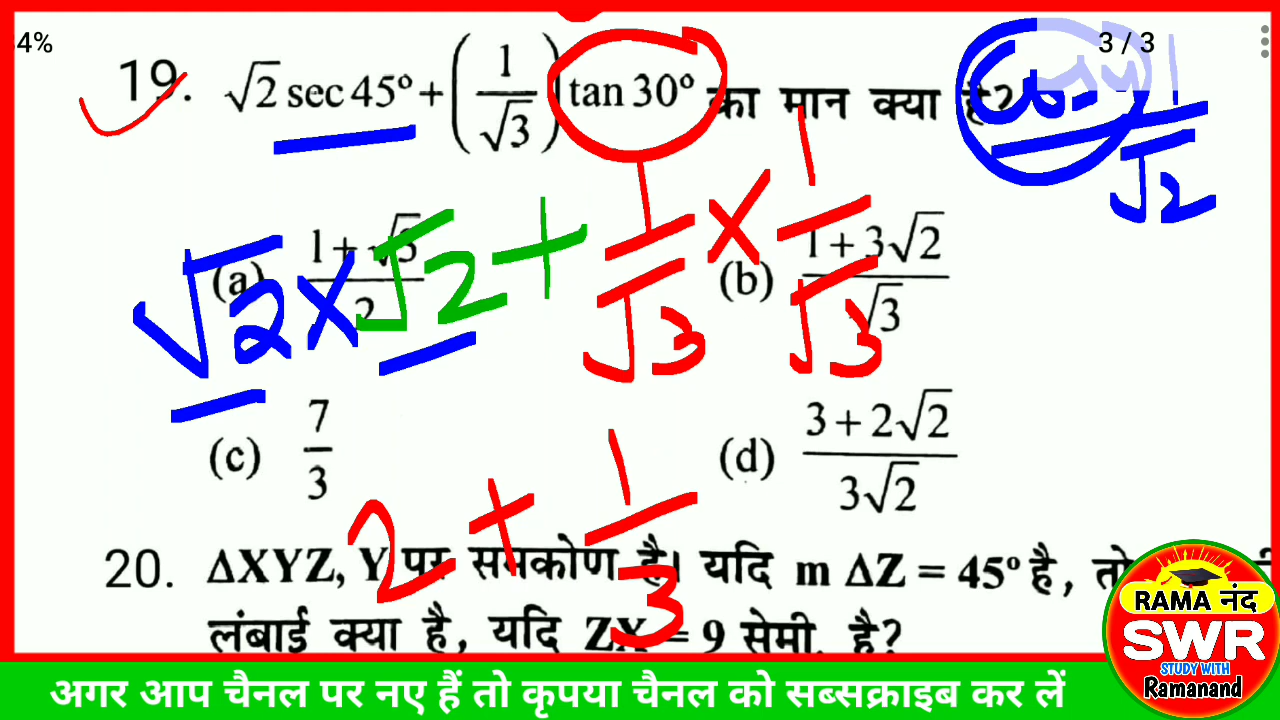 4%
3 / 3
19. √2 sec 45° + (1/√3) tan 30° का मान क्या है?
cos 45° 1/√2
√2 × √2 + 1/√3 × 1/√3
(a) (1 + √3)/2
(b) (1 + 3√2)/√3
(c) 7/3
(d) (3 + 2√2)/3√2
2 + 1/3
20. ΔXYZ, Y पर समकोण है। यदि m ΔZ = 45° है, तो
लंबाई क्या है, यदि ZX = 9 सेमी. है?
RAMA नंद
SWR
STUDY WITH
Ramanand
अगर आप चैनल पर नए हैं तो कृपया चैनल को सब्सक्राइब कर लें